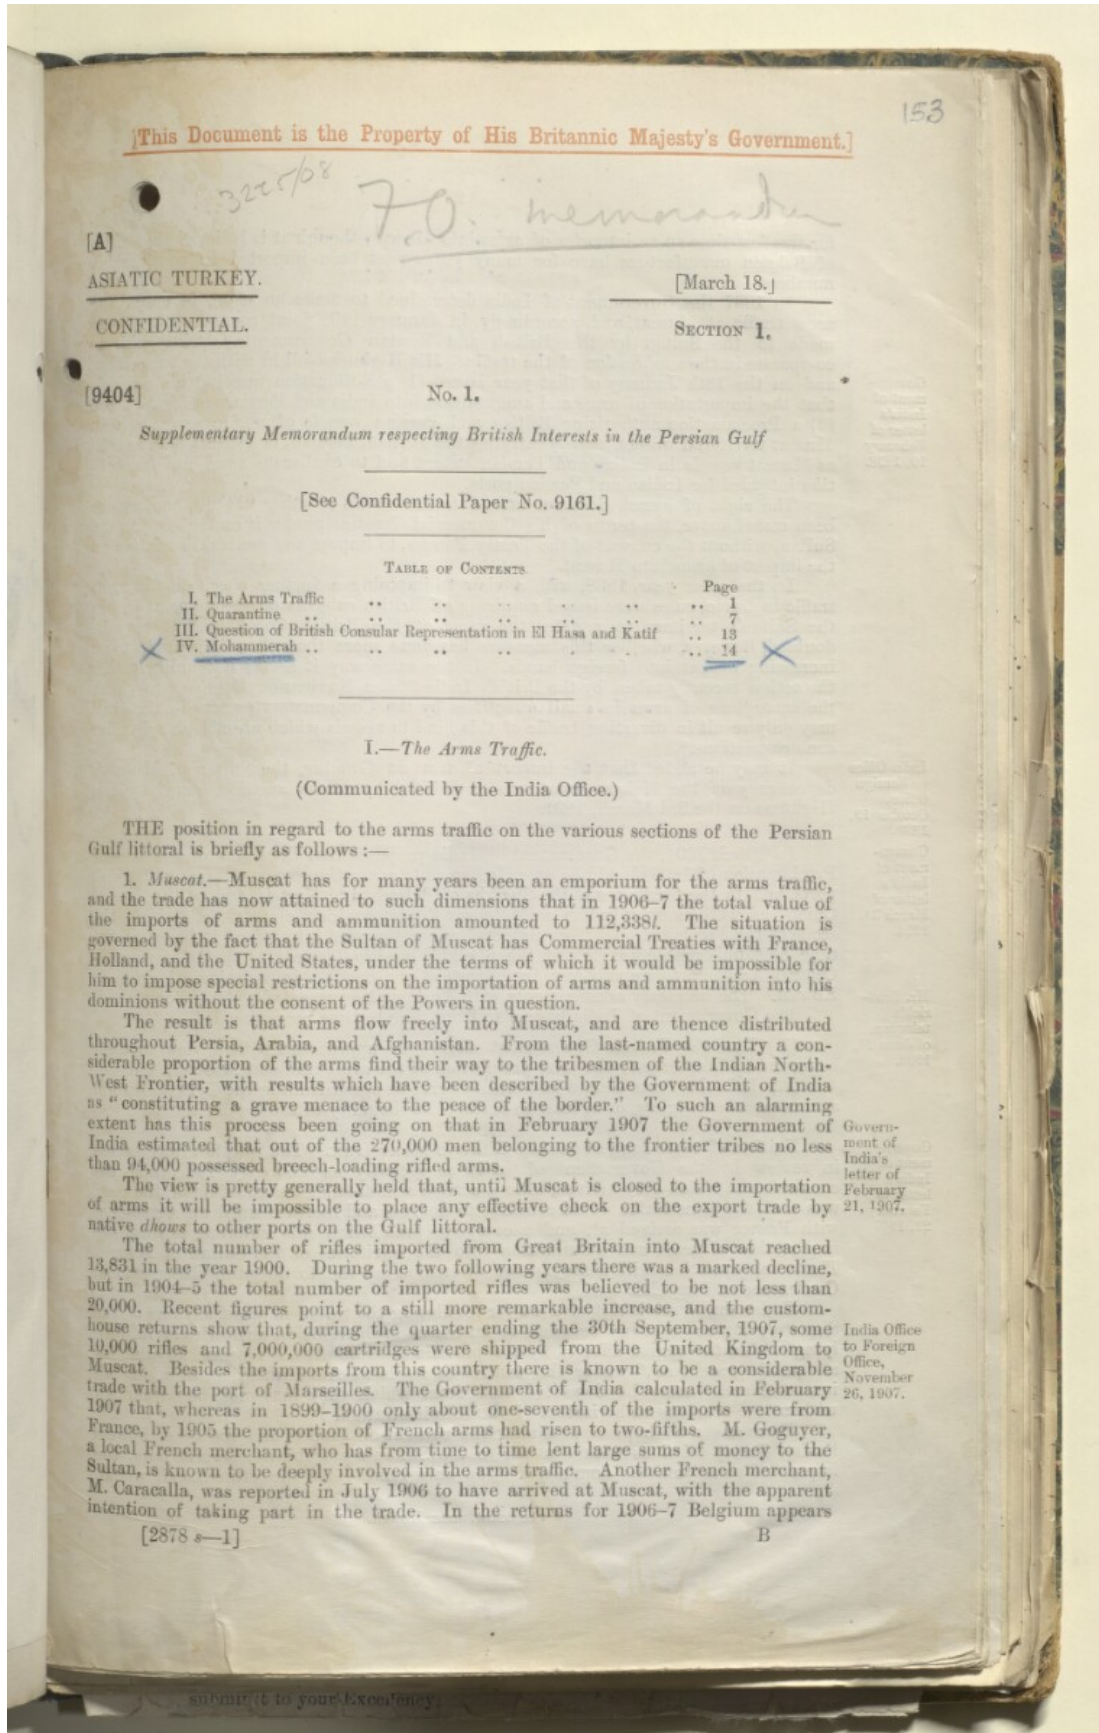 153
[This Document is the Property of His Britannic Majesty's Government.]
3225/08
F.O. memorandum
[A]
ASIATIC TURKEY.
[March 18.]
CONFIDENTIAL.
SECTION 1.
[9404]
No. 1.
Supplementary Memorandum respecting British Interests in the Persian Gulf
[See Confidential Paper No. 9161.]
TABLE OF CONTENTS.
Page
I. The Arms Traffic .. .. .. .. .. .. 1
II. Quarantine .. .. .. .. .. .. .. 7
III. Question of British Consular Representation in El Hasa and Katif .. 13
IV. Mohammerah .. .. .. .. . . .. 14
I.—The Arms Traffic.
(Communicated by the India Office.)
THE position in regard to the arms traffic on the various sections of the Persian
Gulf littoral is briefly as follows :—
1. Muscat.—Muscat has for many years been an emporium for the arms traffic,
and the trade has now attained to such dimensions that in 1906–7 the total value of
the imports of arms and ammunition amounted to 112,338l. The situation is
governed by the fact that the Sultan of Muscat has Commercial Treaties with France,
Holland, and the United States, under the terms of which it would be impossible for
him to impose special restrictions on the importation of arms and ammunition into his
dominions without the consent of the Powers in question.
The result is that arms flow freely into Muscat, and are thence distributed
throughout Persia, Arabia, and Afghanistan. From the last-named country a con-
siderable proportion of the arms find their way to the tribesmen of the Indian North-
West Frontier, with results which have been described by the Government of India
as "constituting a grave menace to the peace of the border." To such an alarming
extent has this process been going on that in February 1907 the Government of
India estimated that out of the 270,000 men belonging to the frontier tribes no less
than 94,000 possessed breech-loading rifled arms.
Govern-
ment of
India's
letter of
February
21, 1907.
The view is pretty generally held that, until Muscat is closed to the importation
of arms it will be impossible to place any effective check on the export trade by
native dhows to other ports on the Gulf littoral.
The total number of rifles imported from Great Britain into Muscat reached
13,831 in the year 1900. During the two following years there was a marked decline,
but in 1904–5 the total number of imported rifles was believed to be not less than
20,000. Recent figures point to a still more remarkable increase, and the custom-
house returns show that, during the quarter ending the 30th September, 1907, some
10,000 rifles and 7,000,000 cartridges were shipped from the United Kingdom to
Muscat. Besides the imports from this country there is known to be a considerable
trade with the port of Marseilles. The Government of India calculated in February
1907 that, whereas in 1899–1900 only about one-seventh of the imports were from
France, by 1905 the proportion of French arms had risen to two-fifths. M. Goguyer,
a local French merchant, who has from time to time lent large sums of money to the
Sultan, is known to be deeply involved in the arms traffic. Another French merchant,
M. Caracalla, was reported in July 1906 to have arrived at Muscat, with the apparent
intention of taking part in the trade. In the returns for 1906–7 Belgium appears
India Office
to Foreign
Office,
November
26, 1907.
[2878 s—1]
B
submit it to your Excellency.